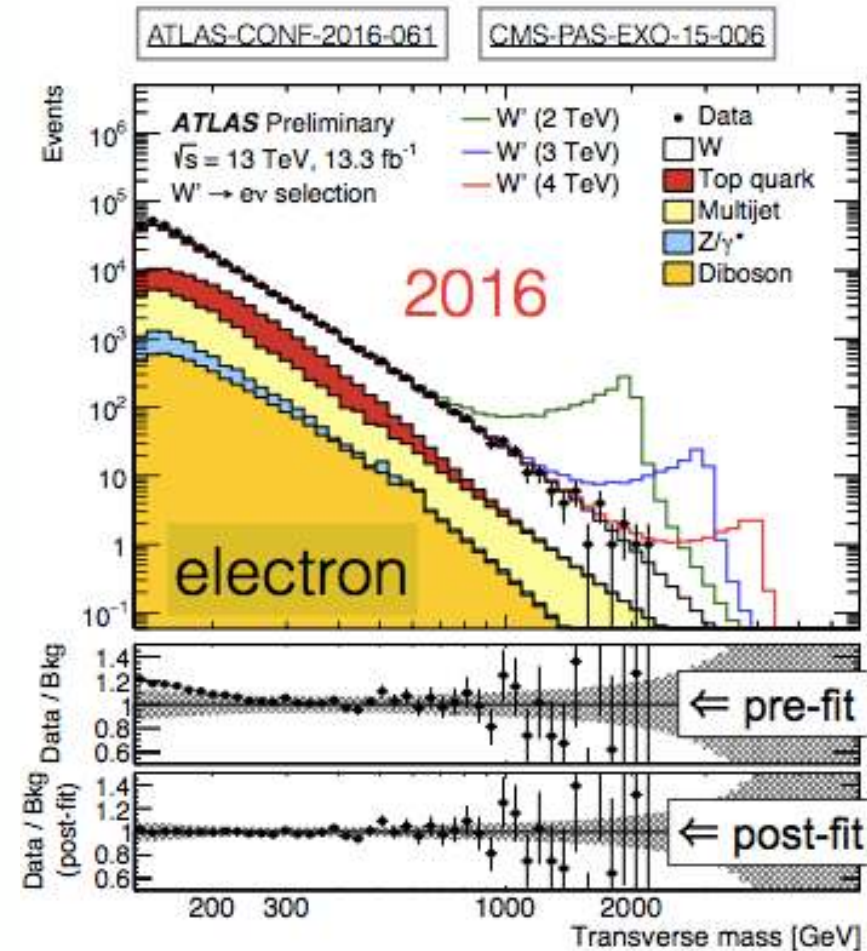 ATLAS-CONF-2016-061 CMS-PAS-EXO-15-006
Events
10⁶
10⁵
10⁴
10³
10²
10
1
10⁻¹
ATLAS Preliminary
√s = 13 TeV, 13.3 fb⁻¹
W' → eν selection
W' (2 TeV)
W' (3 TeV)
W' (4 TeV)
Data
W
Top quark
Multijet
Z/γ*
Diboson
2016
electron
Data / Bkg
1.4
1.2
1
0.8
0.6
⇐ pre-fit
Data / Bkg
(post-fit)
1.4
1.2
1
0.8
0.6
⇐ post-fit
200 300 1000 2000
Transverse mass [GeV]